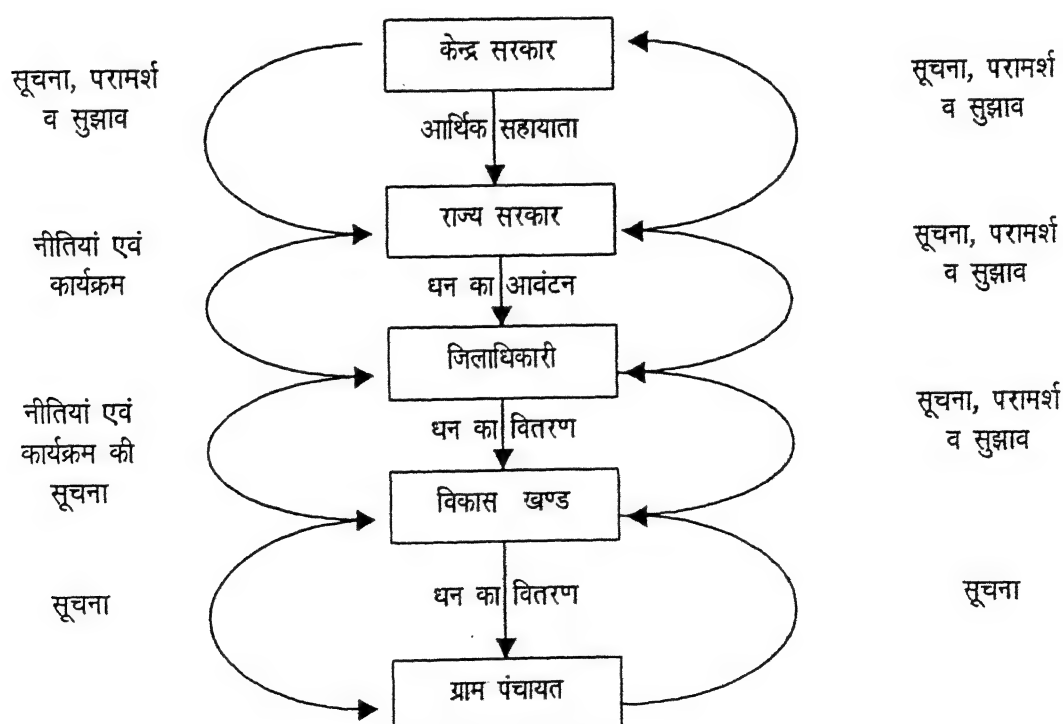 केन्द्र सरकार
सूचना, परामर्श
व सुझाव
सूचना, परामर्श
व सुझाव
आर्थिक सहायाता
राज्य सरकार
नीतियां एवं
कार्यक्रम
सूचना, परामर्श
व सुझाव
धन का आवंटन
जिलाधिकारी
नीतियां एवं
कार्यक्रम की
सूचना
सूचना, परामर्श
व सुझाव
धन का वितरण
विकास खण्ड
सूचना
धन का वितरण
सूचना
ग्राम पंचायत